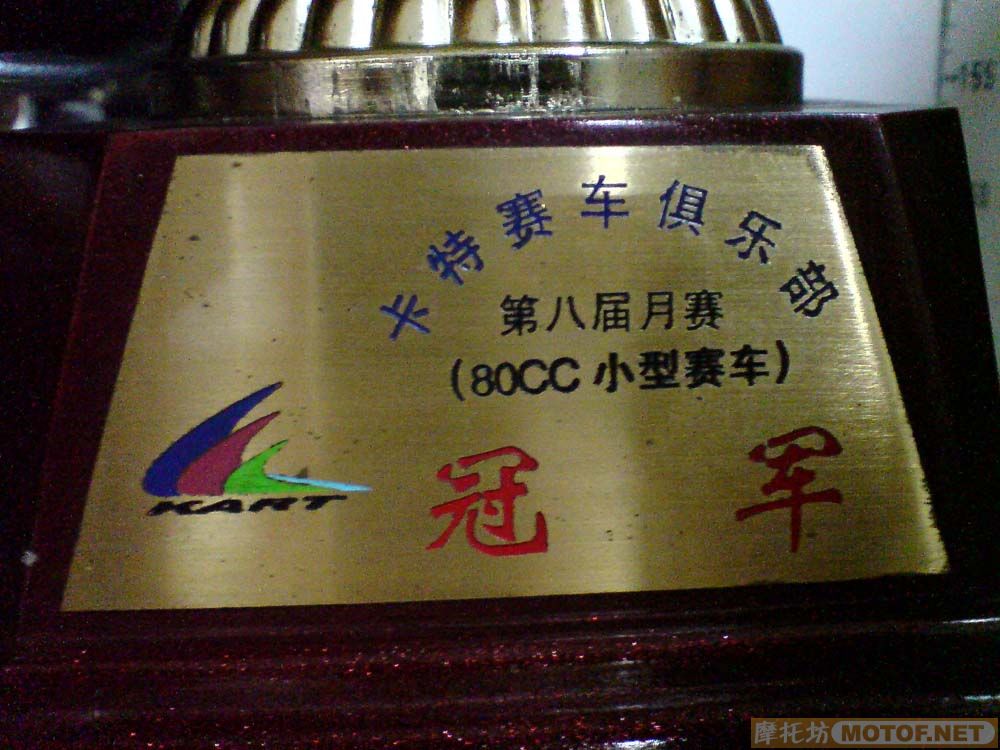 卡特赛车俱乐部
第八届月赛
(80CC 小型赛车)
KART
冠军
155
摩托坊 MOTOF.NET